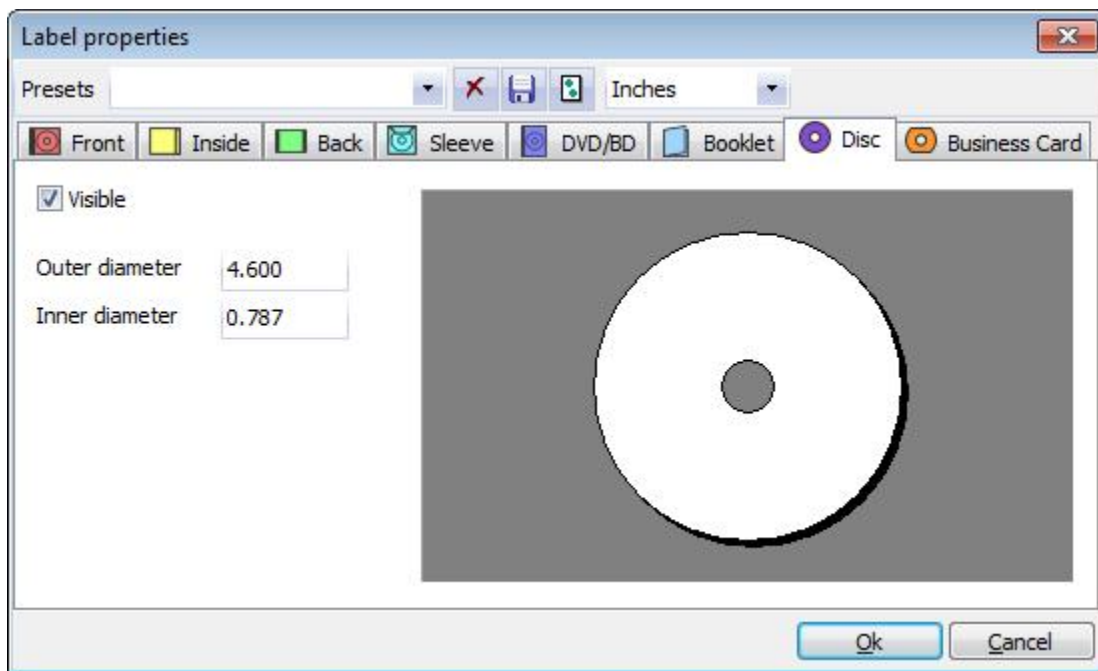 Label properties
Presets Inches
Front Inside Back Sleeve DVD/BD Booklet Disc Business Card
Visible
Outer diameter 4.600
Inner diameter 0.787
Ok Cancel